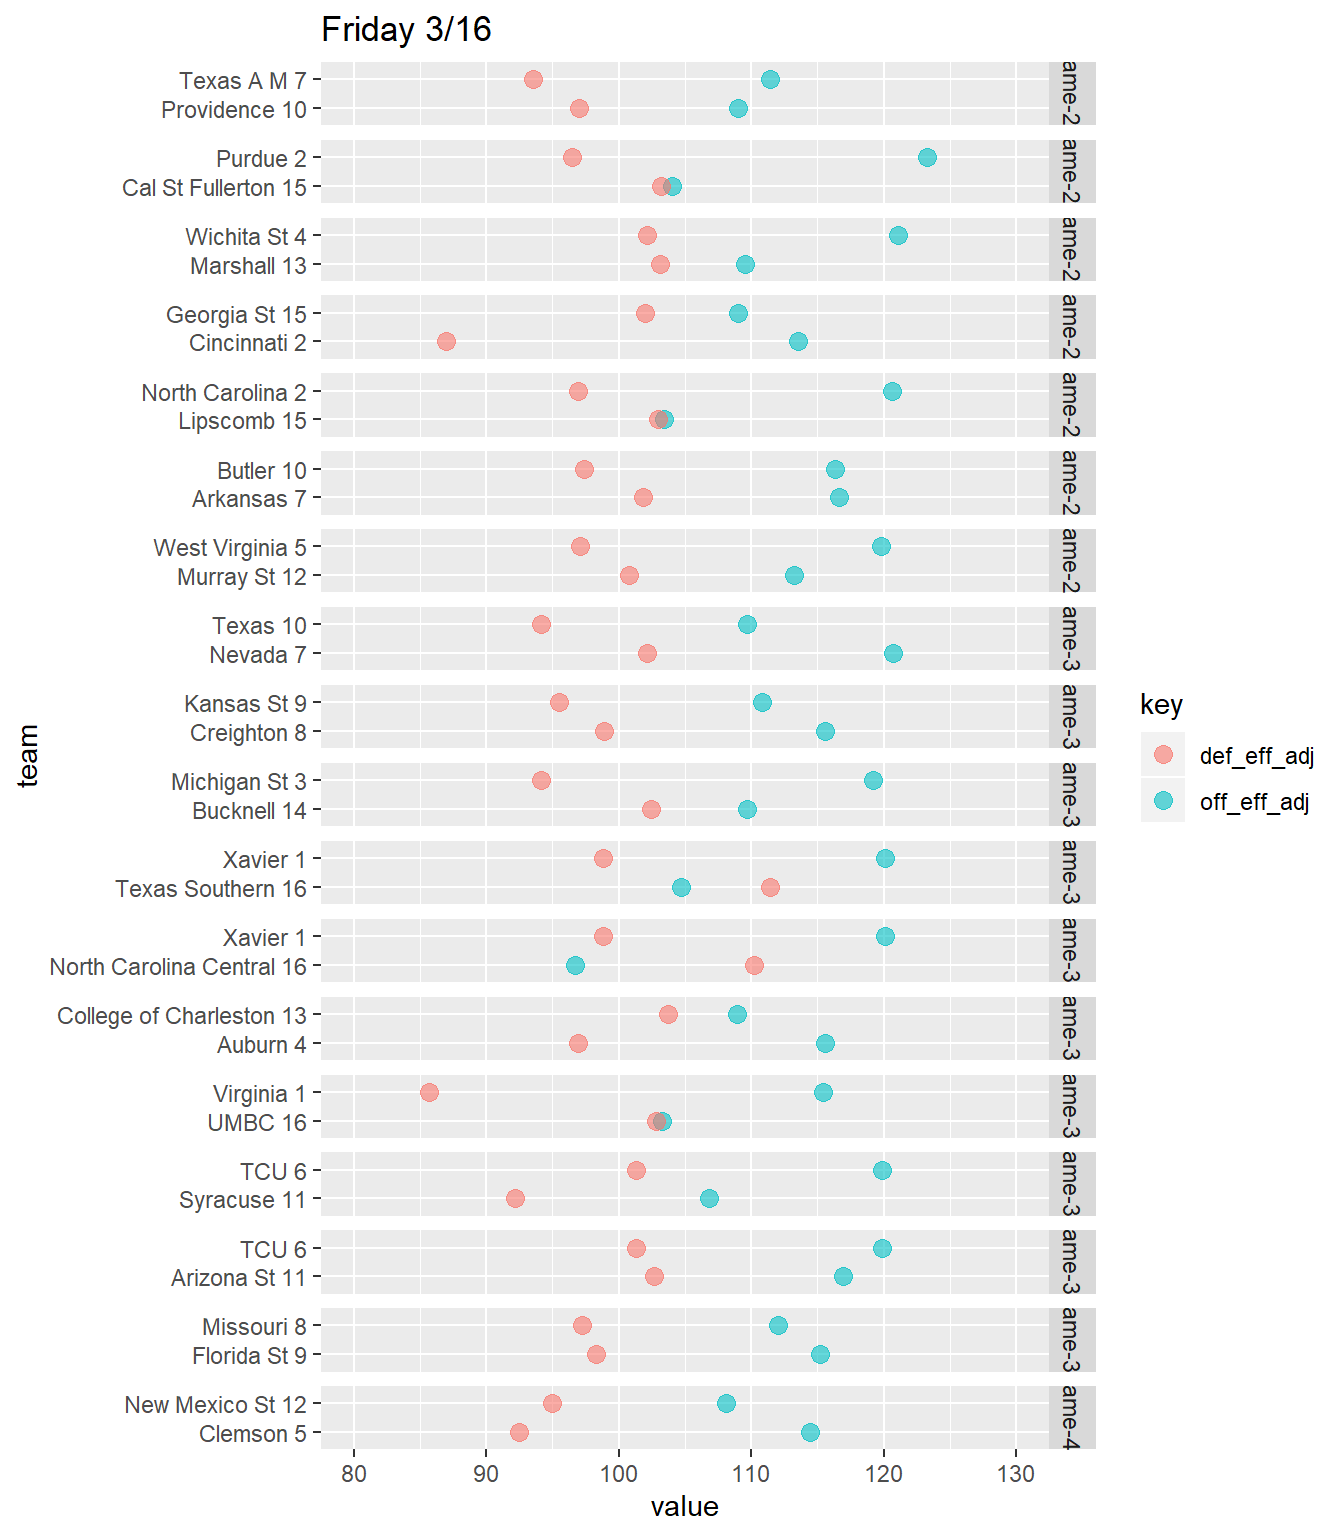 Friday 3/16
Texas A M 7
Providence 10
ame-2
Purdue 2
Cal St Fullerton 15
ame-2
Wichita St 4
Marshall 13
ame-2
Georgia St 15
Cincinnati 2
ame-2
North Carolina 2
Lipscomb 15
ame-2
Butler 10
Arkansas 7
ame-2
West Virginia 5
Murray St 12
ame-2
Texas 10
Nevada 7
ame-3
Kansas St 9
Creighton 8
ame-3
Michigan St 3
Bucknell 14
ame-3
Xavier 1
Texas Southern 16
ame-3
Xavier 1
North Carolina Central 16
ame-3
College of Charleston 13
Auburn 4
ame-3
Virginia 1
UMBC 16
ame-3
TCU 6
Syracuse 11
ame-3
TCU 6
Arizona St 11
ame-3
Missouri 8
Florida St 9
ame-3
New Mexico St 12
Clemson 5
ame-4
80 90 100 110 120 130
value
team
key
def_eff_adj
off_eff_adj